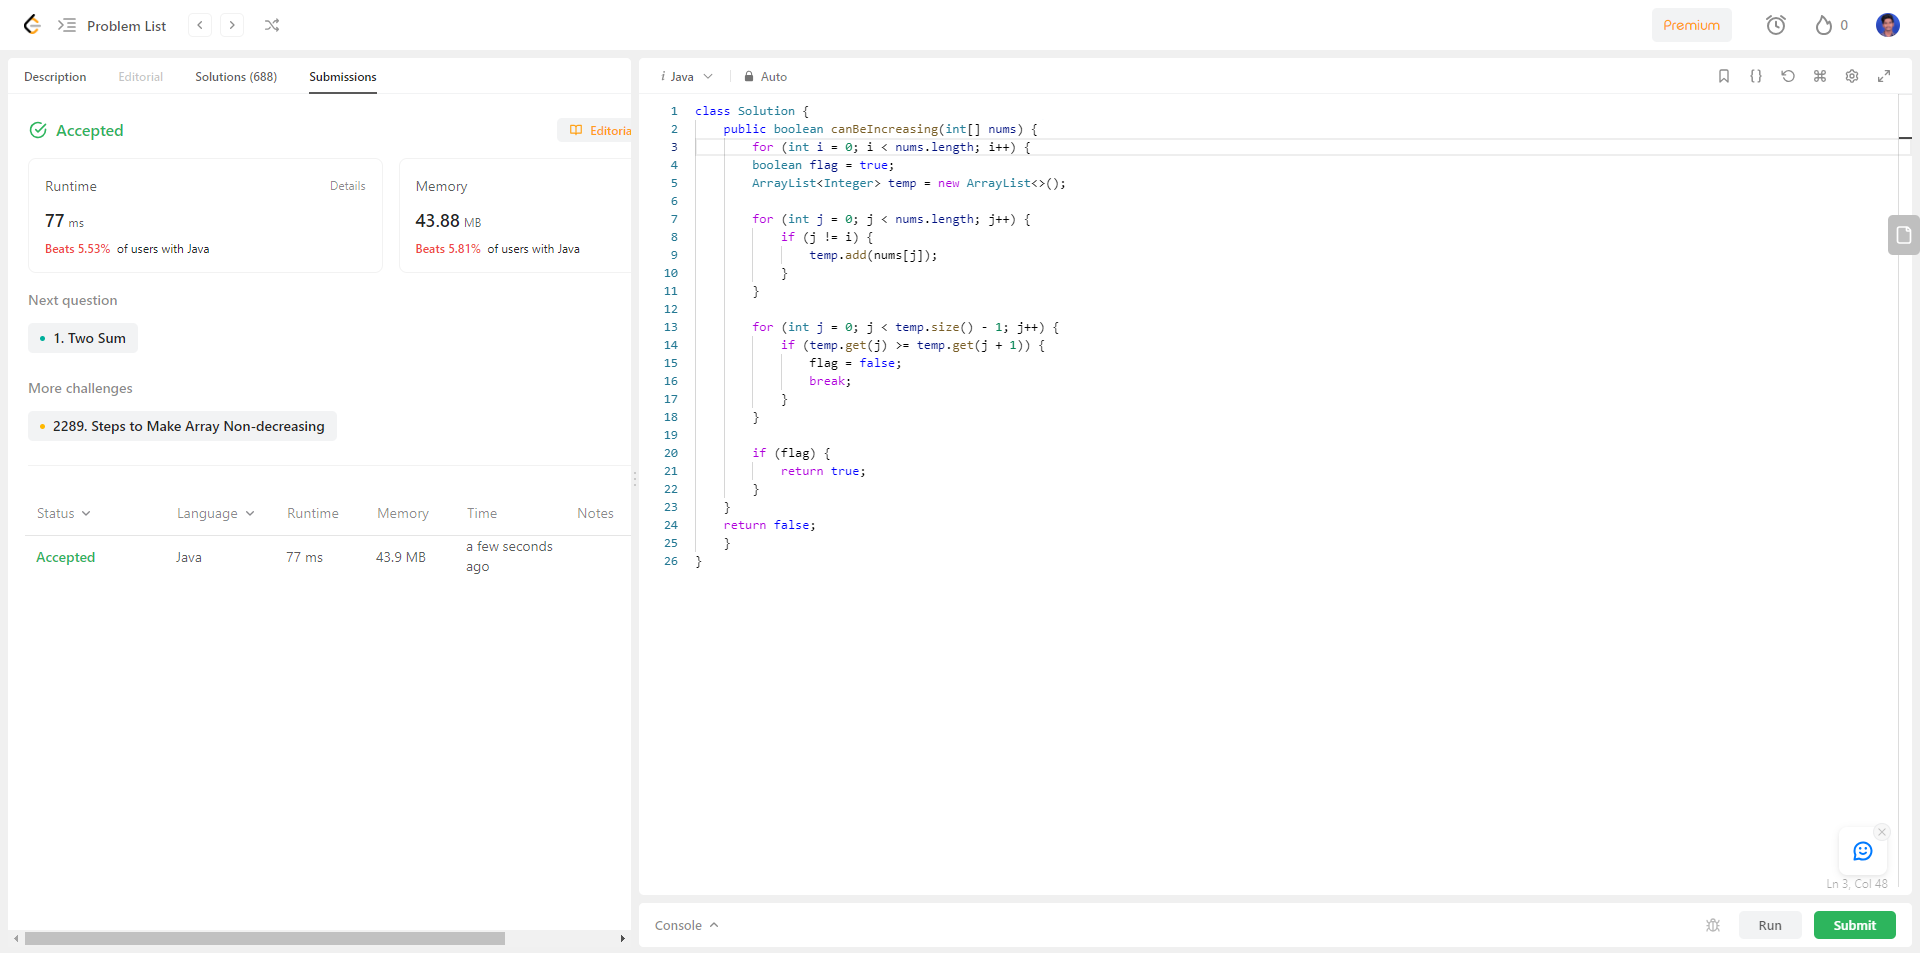 Problem List
Premium
0
Description Editorial Solutions (688) Submissions
Accepted
Editoria
Runtime Details
77 ms
Beats 5.53% of users with Java
Memory
43.88 MB
Beats 5.81% of users with Java
Next question
1. Two Sum
More challenges
2289. Steps to Make Array Non-decreasing
Status Language Runtime Memory Time Notes
Accepted Java 77 ms 43.9 MB a few seconds
ago
i Java Auto
1 class Solution {
2 public boolean canBeIncreasing(int[] nums) {
3 for (int i = 0; i < nums.length; i++) {
4 boolean flag = true;
5 ArrayList<Integer> temp = new ArrayList<>();
6
7 for (int j = 0; j < nums.length; j++) {
8 if (j != i) {
9 temp.add(nums[j]);
10 }
11 }
12
13 for (int j = 0; j < temp.size() - 1; j++) {
14 if (temp.get(j) >= temp.get(j + 1)) {
15 flag = false;
16 break;
17 }
18 }
19
20 if (flag) {
21 return true;
22 }
23 }
24 return false;
25 }
26 }
Ln 3, Col 48
Console
Run
Submit